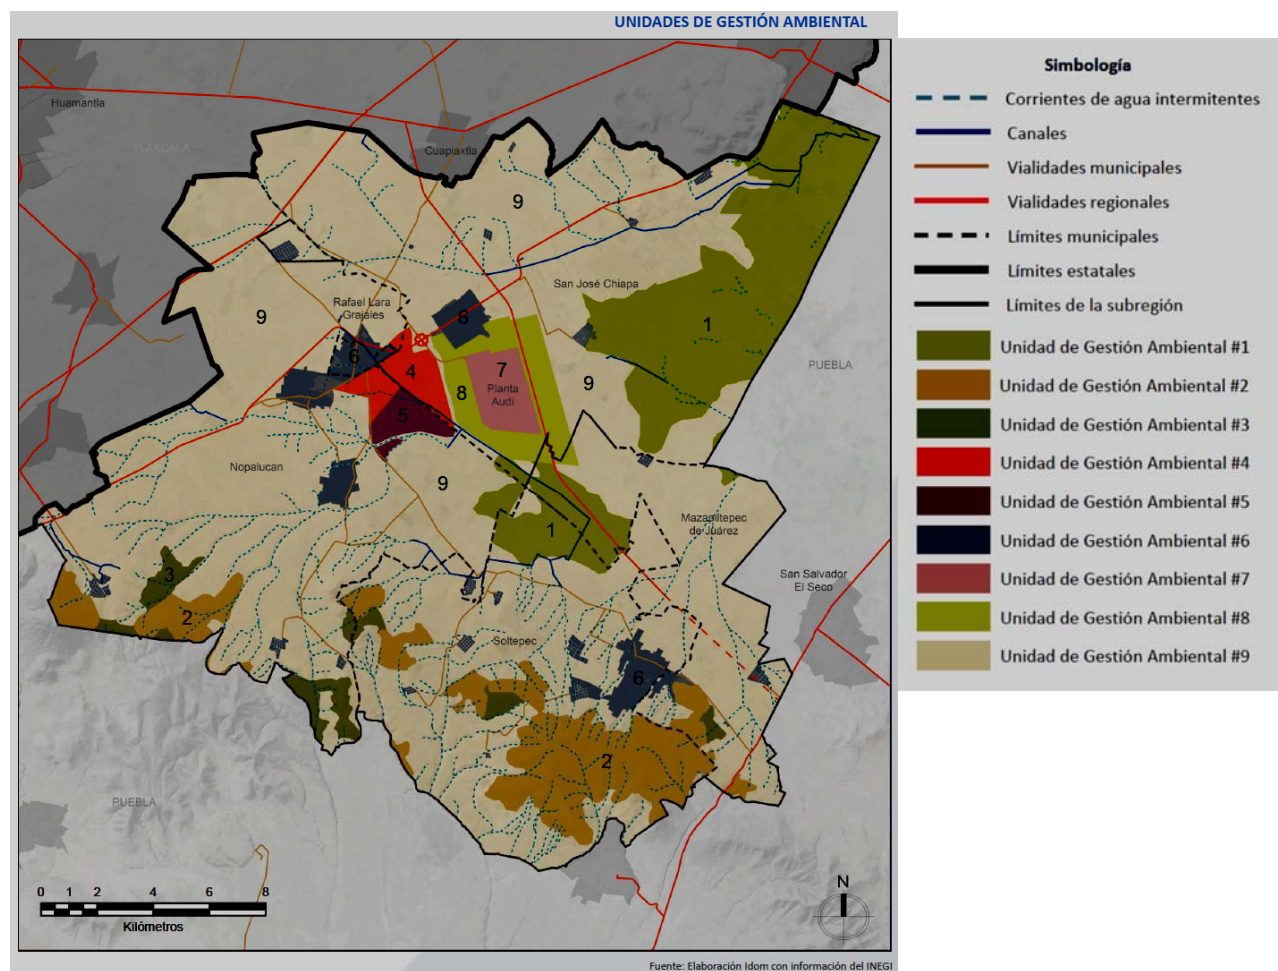 UNIDADES DE GESTIÓN AMBIENTAL
Simbología
Corrientes de agua intermitentes
Canales
Vialidades municipales
Vialidades regionales
Límites municipales
Límites estatales
Límites de la subregión
Unidad de Gestión Ambiental #1
Unidad de Gestión Ambiental #2
Unidad de Gestión Ambiental #3
Unidad de Gestión Ambiental #4
Unidad de Gestión Ambiental #5
Unidad de Gestión Ambiental #6
Unidad de Gestión Ambiental #7
Unidad de Gestión Ambiental #8
Unidad de Gestión Ambiental #9
Huamantla
TLAXCALA
Cuapiaxtla
9
San José Chiapa
Rafael Lara
Grajales
9
6
1
6
4
7
Planta
Audi
8
9
PUEBLA
5
Nopalucan
9
1
Mazapiltepec
de Juárez
3
San Salvador
El Seco
2
Soltepec
6
2
PUEBLA
0 1 2 4 6 8
Kilómetros
N
Fuente: Elaboración Idom con información del INEGI